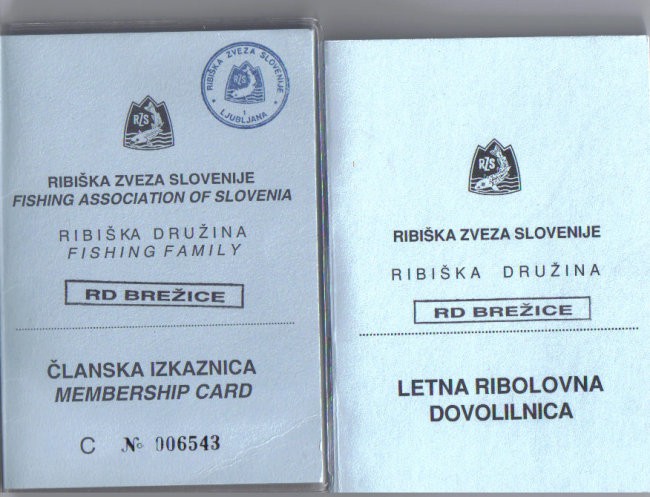 RIBIŠKA ZVEZA SLOVENIJE
1
LJUBLJANA
RZS
RIBIŠKA ZVEZA SLOVENIJE
FISHING ASSOCIATION OF SLOVENIA
RIBIŠKA DRUŽINA
FISHING FAMILY
RD BREŽICE
ČLANSKA IZKAZNICA
MEMBERSHIP CARD
C № 006543
RZS
RIBIŠKA ZVEZA SLOVENIJE
RIBIŠKA DRUŽINA
RD BREŽICE
LETNA RIBOLOVNA
DOVOLILNICA